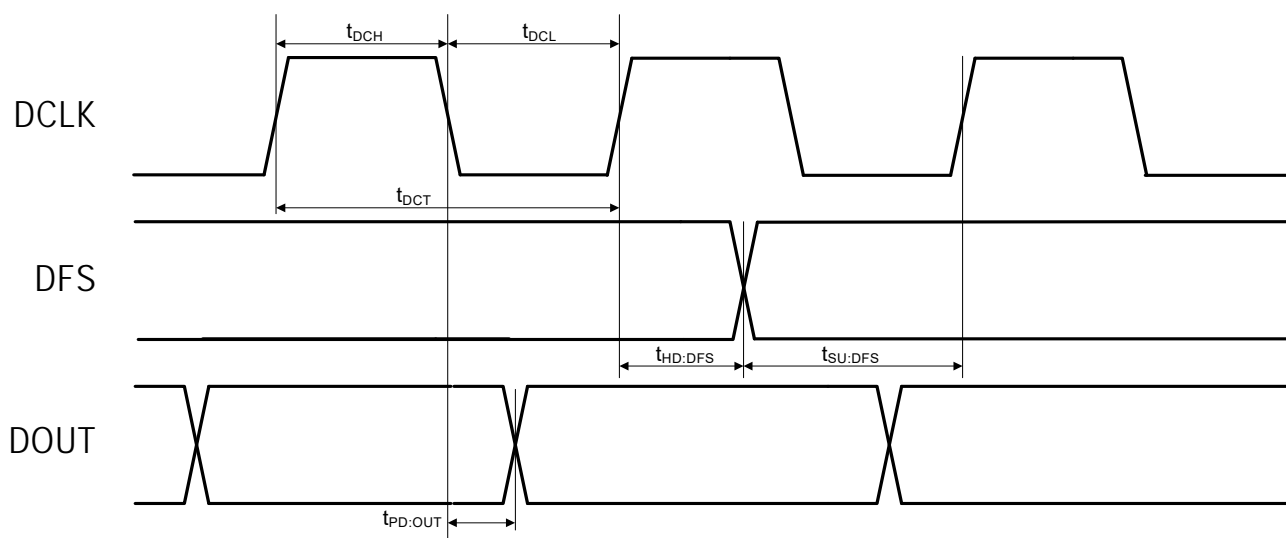 tDCH
tDCL
DCLK
tDCT
DFS
tHD:DFS
tSU:DFS
DOUT
tPD:OUT